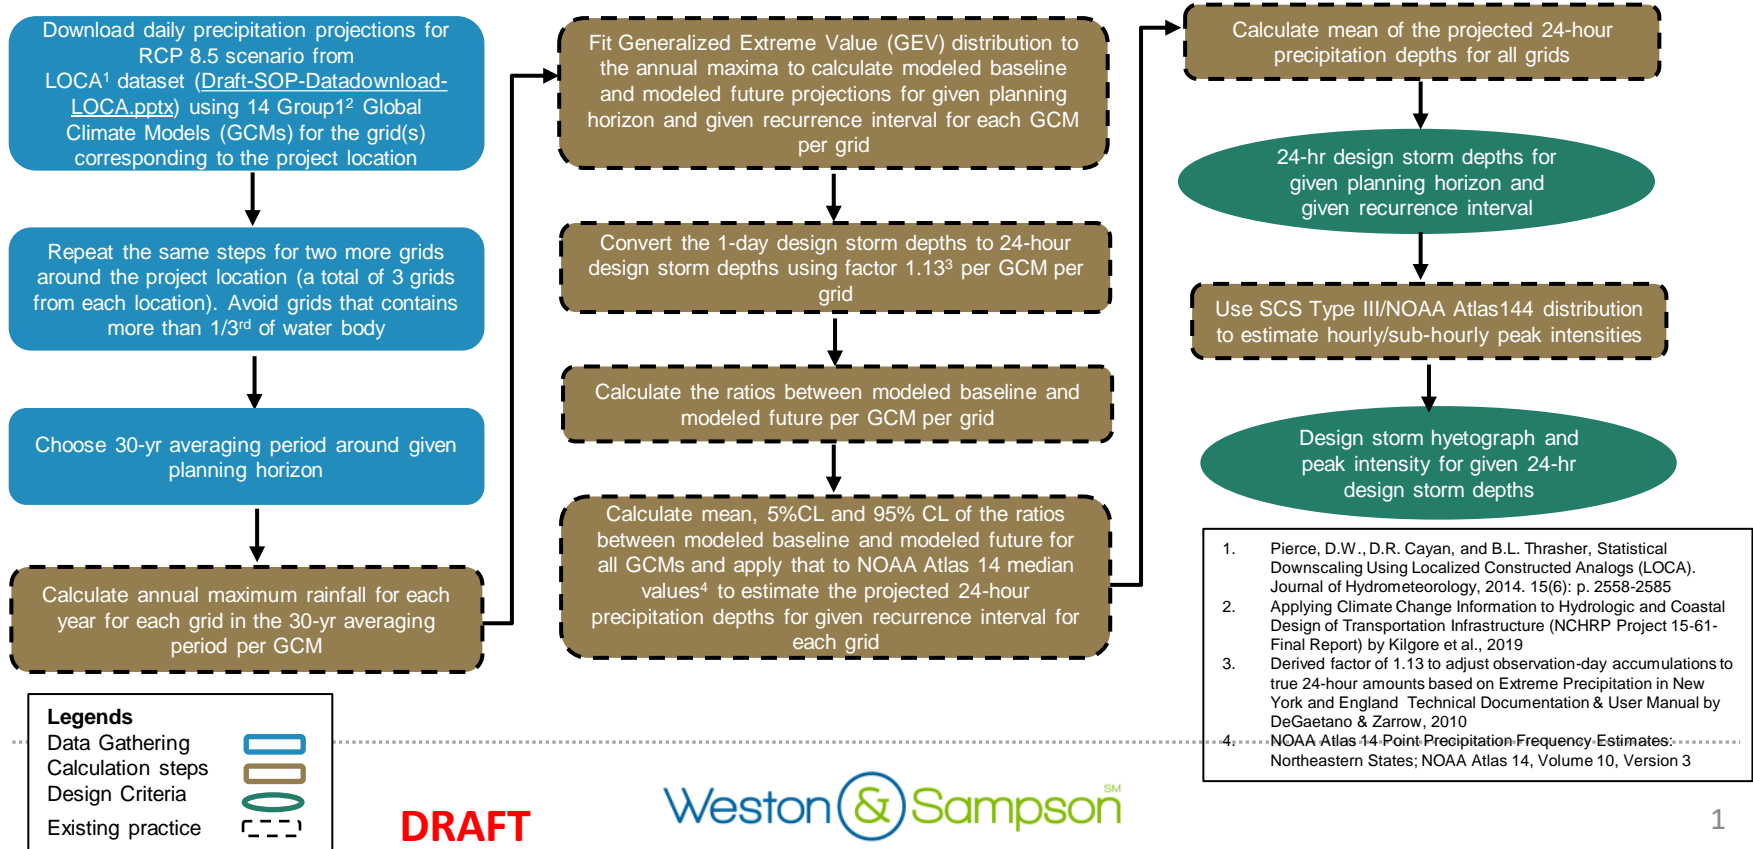 Download daily precipitation projections for
RCP 8.5 scenario from
LOCA¹ dataset (Draft-SOP-Datadownload-
LOCA.pptx) using 14 Group1² Global
Climate Models (GCMs) for the grid(s)
corresponding to the project location
Repeat the same steps for two more grids
around the project location (a total of 3 grids
from each location). Avoid grids that contains
more than 1/3ʳᵈ of water body
Choose 30-yr averaging period around given
planning horizon
Calculate annual maximum rainfall for each
year for each grid in the 30-yr averaging
period per GCM
Fit Generalized Extreme Value (GEV) distribution to
the annual maxima to calculate modeled baseline
and modeled future projections for given planning
horizon and given recurrence interval for each GCM
per grid
Convert the 1-day design storm depths to 24-hour
design storm depths using factor 1.13³ per GCM per
grid
Calculate the ratios between modeled baseline and
modeled future per GCM per grid
Calculate mean, 5%CL and 95% CL of the ratios
between modeled baseline and modeled future for
all GCMs and apply that to NOAA Atlas 14 median
values⁴ to estimate the projected 24-hour
precipitation depths for given recurrence interval for
each grid
Calculate mean of the projected 24-hour
precipitation depths for all grids
24-hr design storm depths for
given planning horizon and
given recurrence interval
Use SCS Type III/NOAA Atlas144 distribution
to estimate hourly/sub-hourly peak intensities
Design storm hyetograph and
peak intensity for given 24-hr
design storm depths
1. Pierce, D.W., D.R. Cayan, and B.L. Thrasher, Statistical
Downscaling Using Localized Constructed Analogs (LOCA).
Journal of Hydrometeorology, 2014. 15(6): p. 2558-2585
2. Applying Climate Change Information to Hydrologic and Coastal
Design of Transportation Infrastructure (NCHRP Project 15-61-
Final Report) by Kilgore et al., 2019
3. Derived factor of 1.13 to adjust observation-day accumulations to
true 24-hour amounts based on Extreme Precipitation in New
York and England Technical Documentation & User Manual by
DeGaetano & Zarrow, 2010
4. NOAA Atlas 14 Point Precipitation Frequency Estimates:
Northeastern States; NOAA Atlas 14, Volume 10, Version 3
Legends
Data Gathering
Calculation steps
Design Criteria
Existing practice
DRAFT
Weston & Sampson℠
1